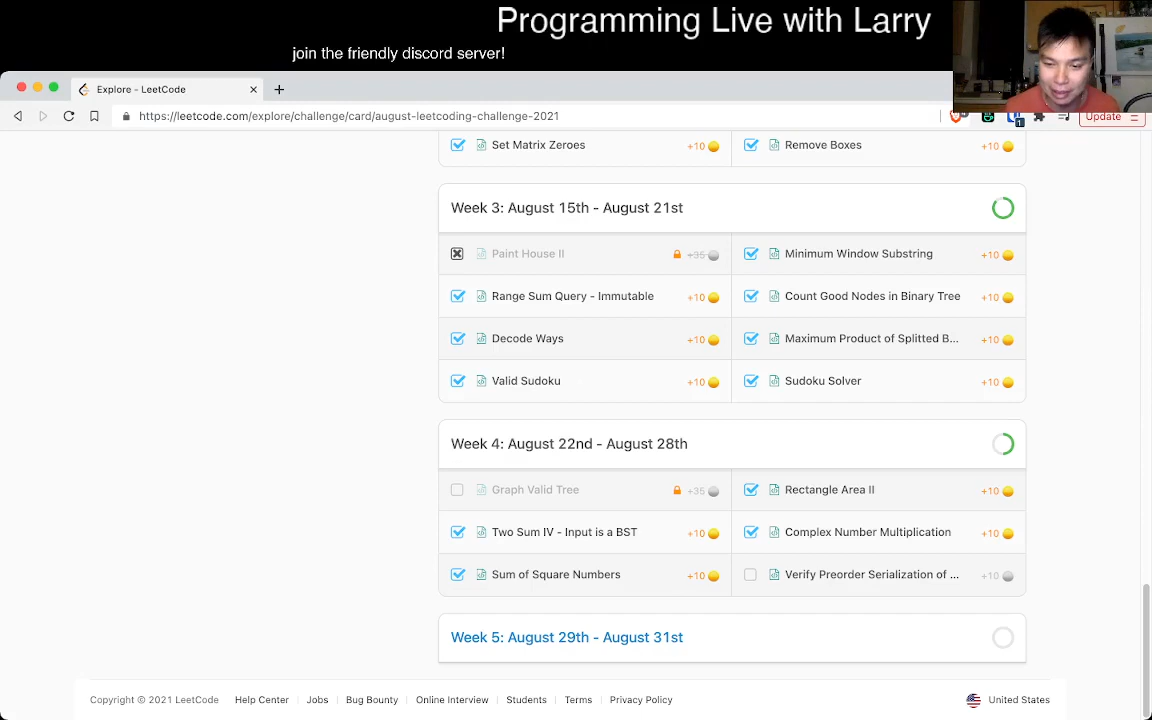 Programming Live with Larry
join the friendly discord server!
Explore - LeetCode
https://leetcode.com/explore/challenge/card/august-leetcoding-challenge-2021
1
Update
Set Matrix Zeroes +10
Remove Boxes +10
Week 3: August 15th - August 21st
Paint House II +35
Minimum Window Substring +10
Range Sum Query - Immutable +10
Count Good Nodes in Binary Tree +10
Decode Ways +10
Maximum Product of Splitted B... +10
Valid Sudoku +10
Sudoku Solver +10
Week 4: August 22nd - August 28th
Graph Valid Tree +35
Rectangle Area II +10
Two Sum IV - Input is a BST +10
Complex Number Multiplication +10
Sum of Square Numbers +10
Verify Preorder Serialization of ... +10
Week 5: August 29th - August 31st
Copyright © 2021 LeetCode Help Center | Jobs | Bug Bounty | Online Interview | Students | Terms | Privacy Policy United States